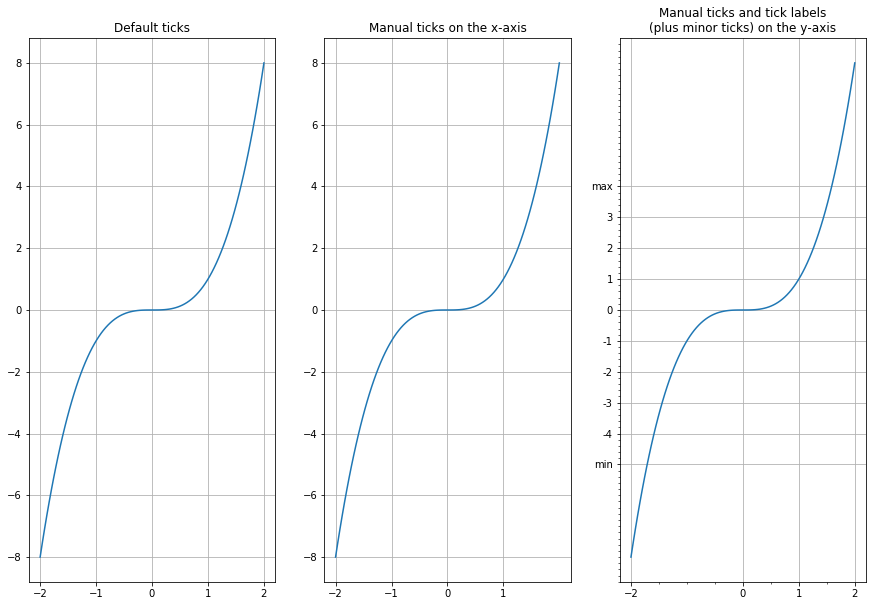 Default ticks
8
6
4
2
0
−2
−4
−6
−8
−2 −1 0 1 2
Manual ticks on the x-axis
8
6
4
2
0
−2
−4
−6
−8
−2 −1 0 1
Manual ticks and tick labels
(plus minor ticks) on the y-axis
max
3
2
1
0
-1
-2
-3
-4
min
−2 0 1 2